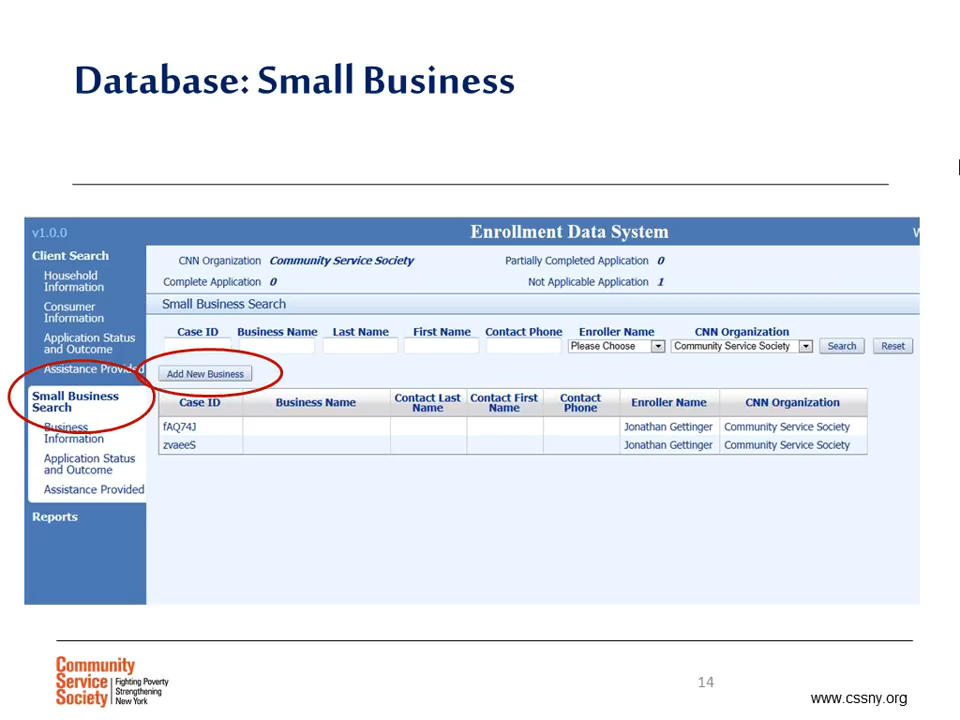 Database: Small Business
v1.0.0
Enrollment Data System
W
Client Search
Household
Information
Consumer
Information
Application Status
and Outcome
Assistance Provided
Small Business
Search
Business
Information
Application Status
and Outcome
Assistance Provided
Reports
CNN Organization Community Service Society Partially Completed Application 0
Complete Application 0 Not Applicable Application 1
Small Business Search
Case ID Business Name Last Name First Name Contact Phone Enroller Name CNN Organization
Please Choose Community Service Society Search Reset
Add New Business
Case ID Business Name Contact Last Name Contact First Name Contact Phone Enroller Name CNN Organization
fAQ74J Jonathan Gettinger Community Service Society
zvaeeS Jonathan Gettinger Community Service Society
Community
Service
Society
Fighting Poverty
Strengthening
New York
14
www.cssny.org